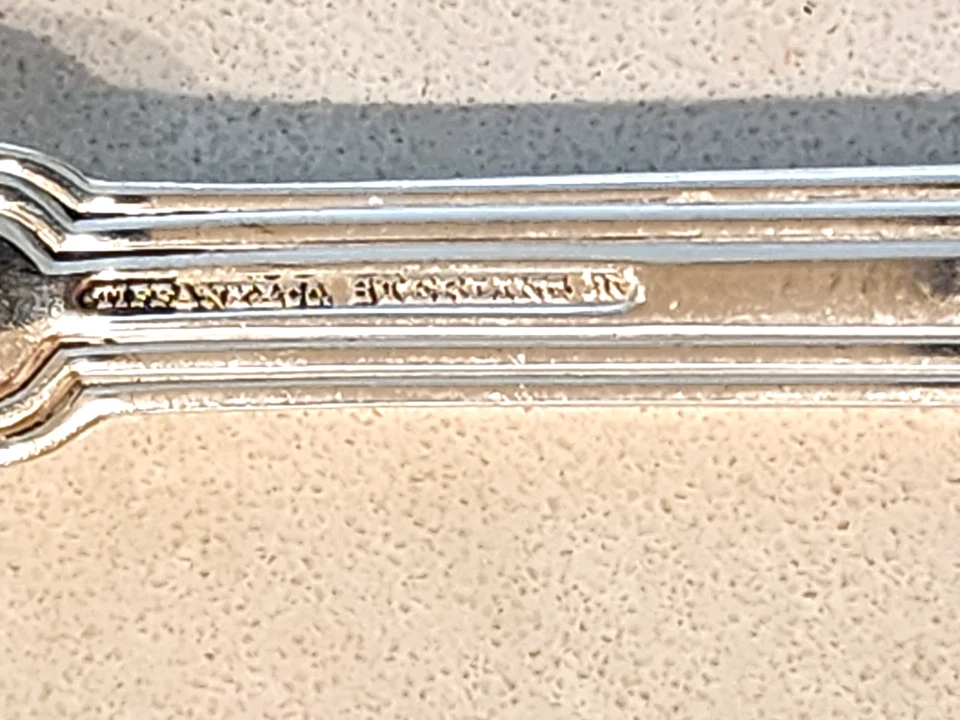 TIFFANY & CO. STERLING